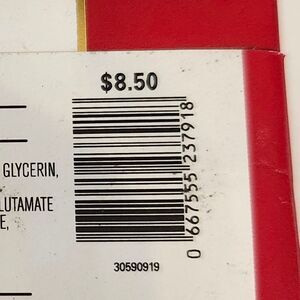 $8.50
GLYCERIN,
LUTAMATE
E,
0 667555 237918
30590919